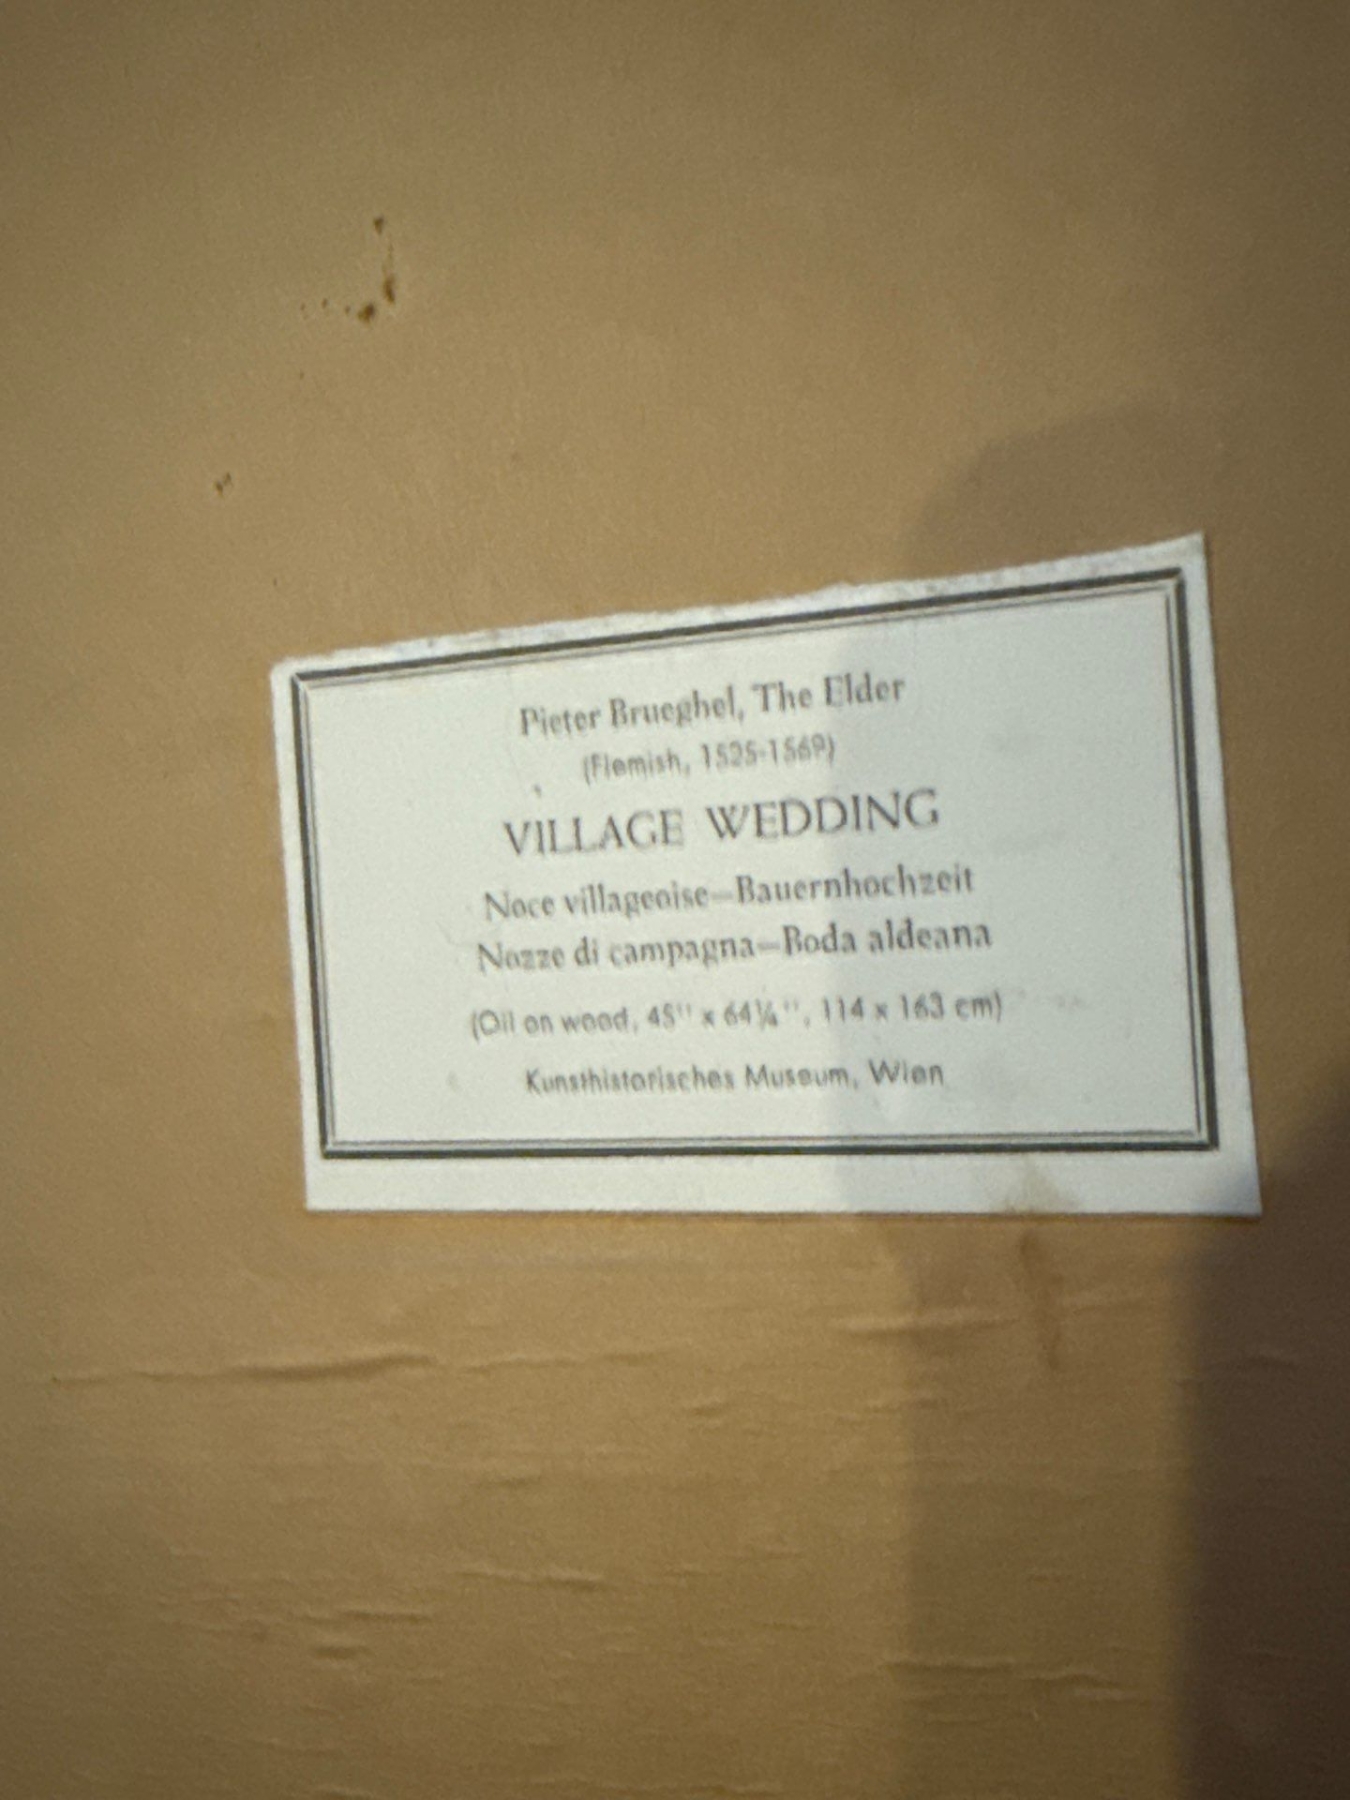 Pieter Brueghel, The Elder
(Flemish, 1525-1569)
VILLAGE WEDDING
Noce villageoise—Bauernhochzeit
Nozze di campagna—Boda aldeana
(Oil on wood, 45" x 64¼", 114 x 163 cm)
Kunsthistorisches Museum, Wien